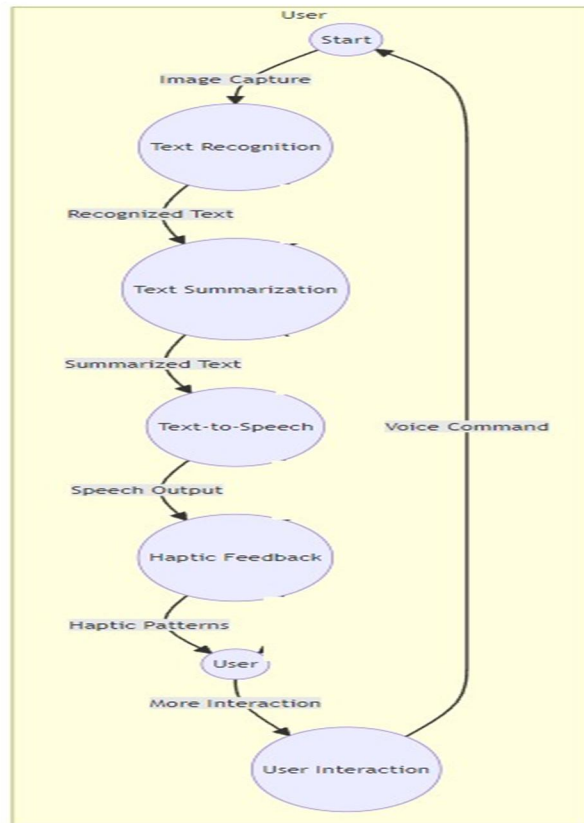 User
Start
Image Capture
Text Recognition
Recognized Text
Text Summarization
Summarized Text
Text-to-Speech
Voice Command
Speech Output
Haptic Feedback
Haptic Patterns
User
More Interaction
User Interaction